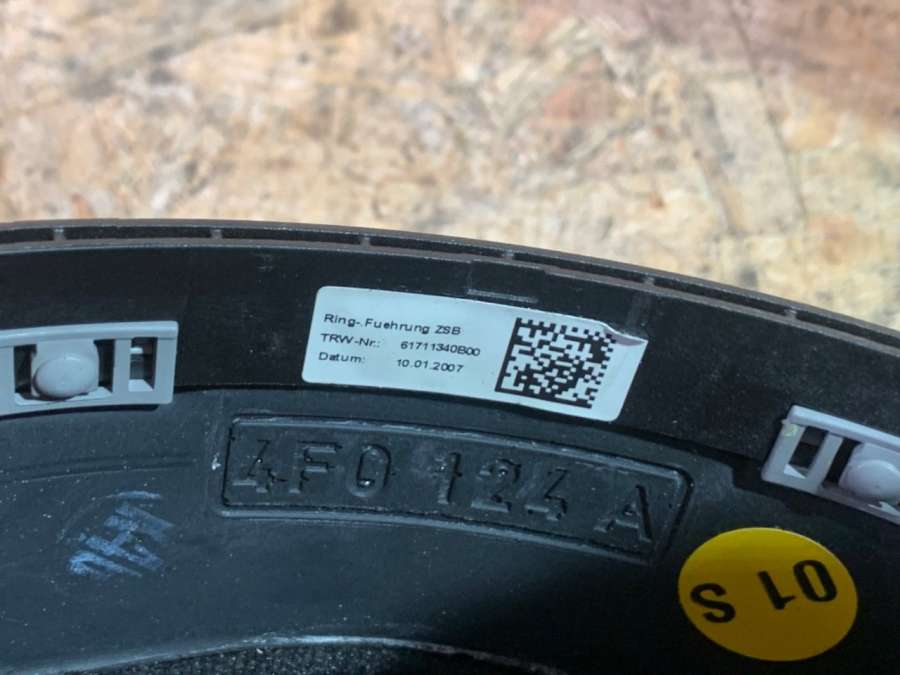 Ring-.Fuehrung ZSB
TRW-Nr.: 61711340B00
Datum: 10.01.2007
4F0 124 A
01 S